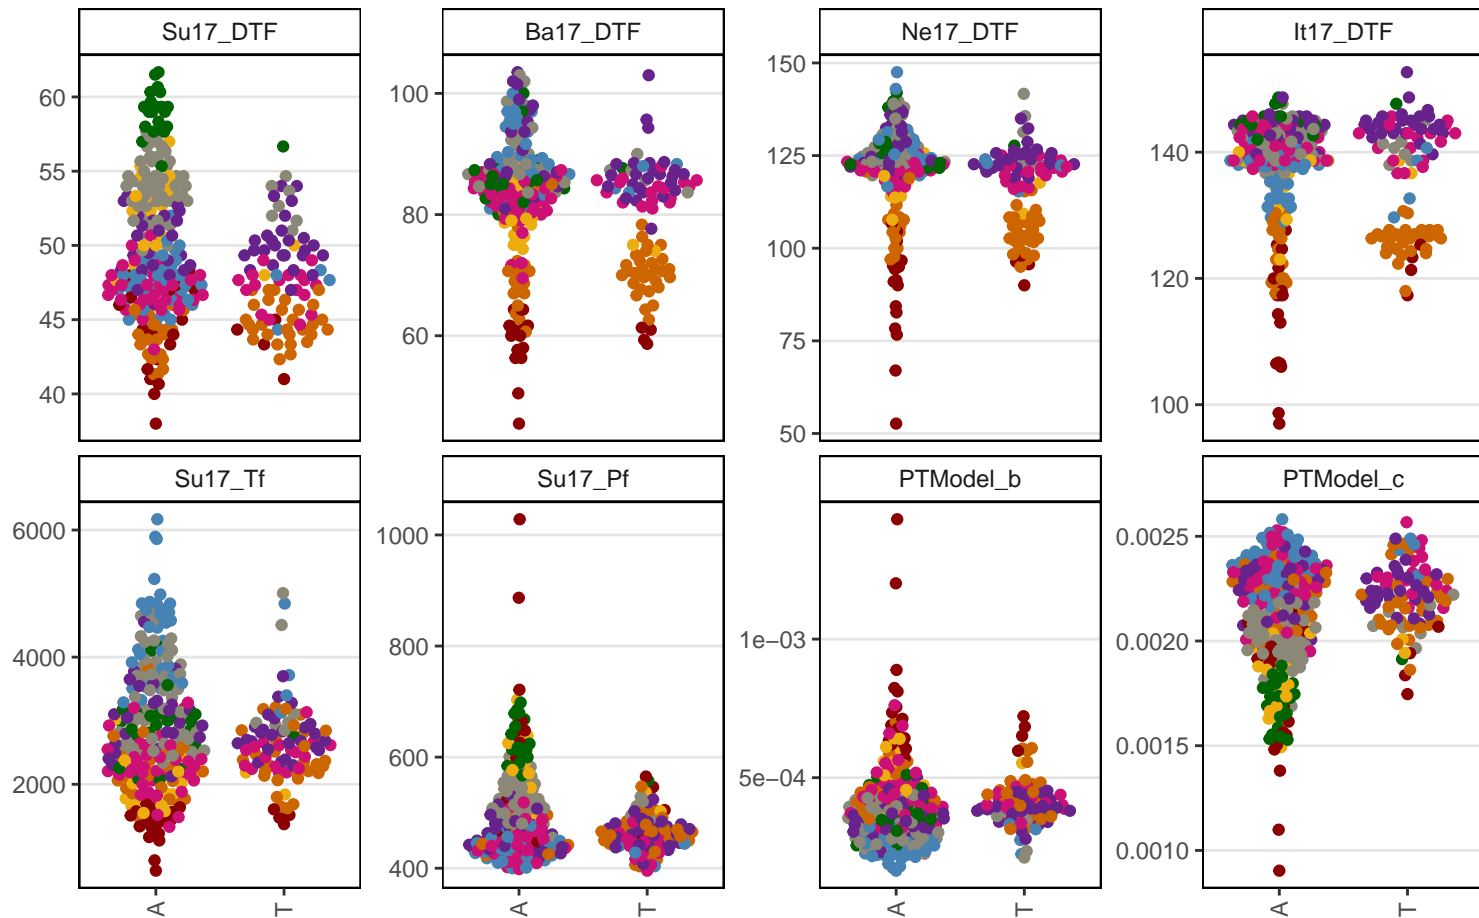 Su17_DTF
Ba17_DTF
Ne17_DTF
It17_DTF
60
55
50
45
40
100
80
60
150
125
100
75
50
140
120
100
Su17_Tf
Su17_Pf
PTModel_b
PTModel_c
6000
4000
2000
1000
800
600
400
1e−03
5e−04
0.0025
0.0020
0.0015
0.0010
A
T
A
T
A
T
A
T